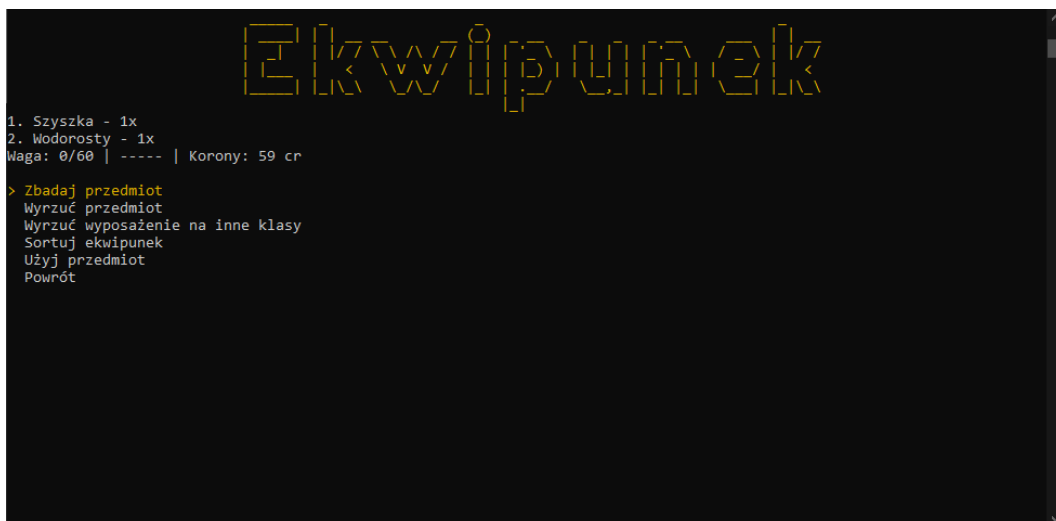 Ekwipunek
1. Szyszka - 1x
2. Wodorosty - 1x
Waga: 0/60 | ----- | Korony: 59 cr
> Zbadaj przedmiot
Wyrzuć przedmiot
Wyrzuć wyposażenie na inne klasy
Sortuj ekwipunek
Użyj przedmiot
Powrót